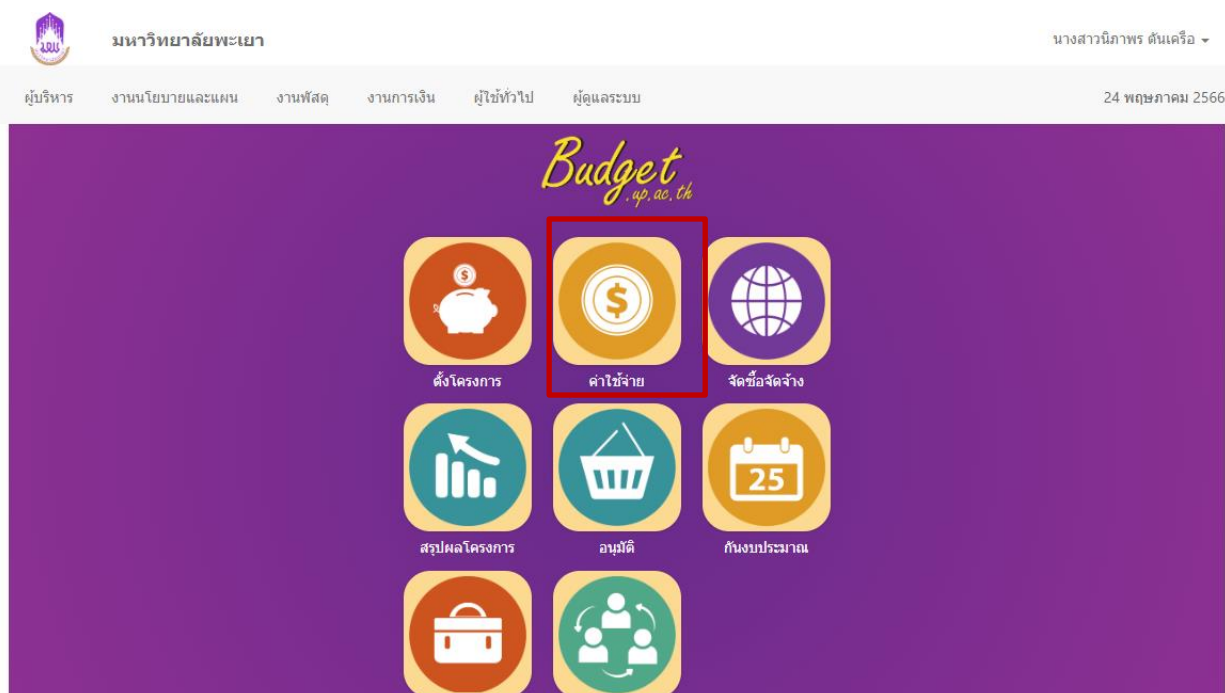 มพย
มหาวิทยาลัยพะเยา
นางสาวนิภาพร ตันเครือ
ผู้บริหาร งานนโยบายและแผน งานพัสดุ งานการเงิน ผู้ใช้ทั่วไป ผู้ดูแลระบบ 24 พฤษภาคม 2566
Budget
.up.ac.th
ตั้งโครงการ ค่าใช้จ่าย จัดซื้อจัดจ้าง
25
สรุปผลโครงการ อนุมัติ กันงบประมาณ